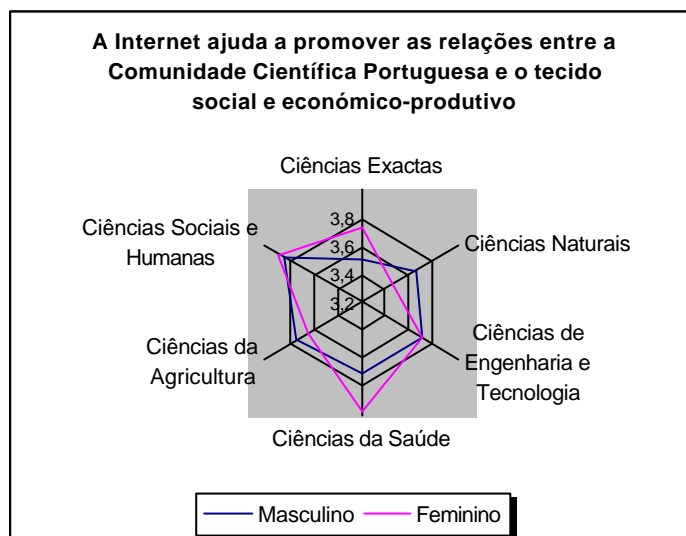 A Internet ajuda a promover as relações entre a
Comunidade Científica Portuguesa e o tecido
social e económico-produtivo
Ciências Exactas
3,8
3,6
3,4
3,2
Ciências Sociais e
Humanas
Ciências Naturais
Ciências da
Agricultura
Ciências de
Engenharia e
Tecnologia
Ciências da Saúde
Masculino
Feminino